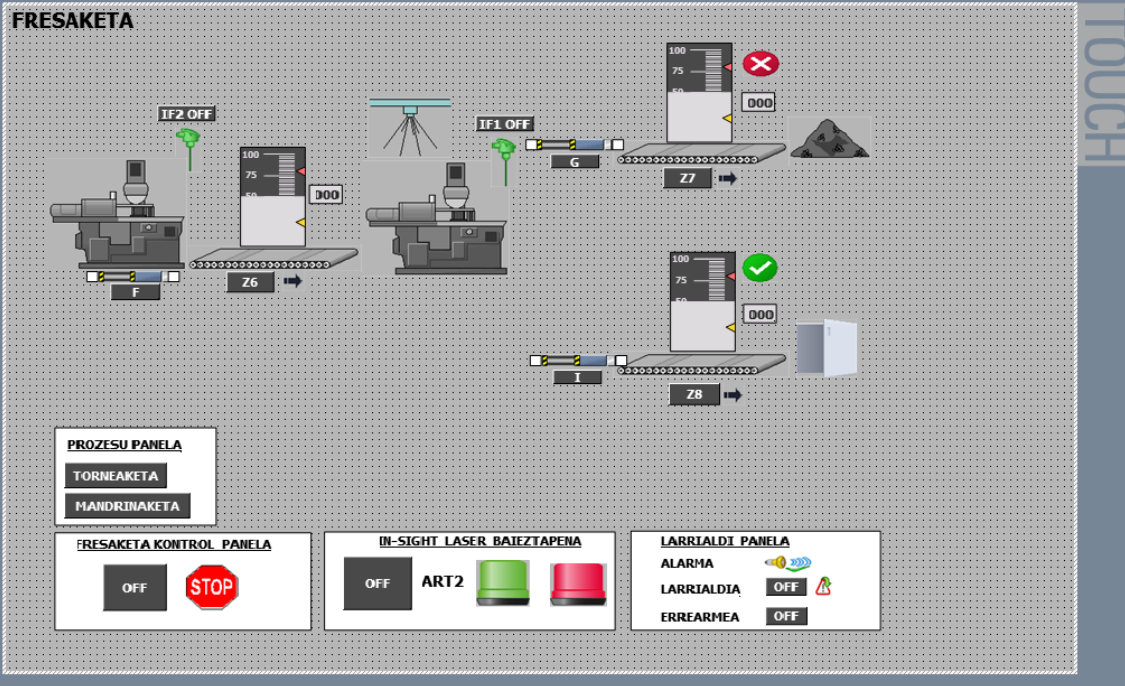 FRESAKETA
TOUCH
100
75
50
000
IF2 OFF
IF1 OFF
G
Z7
100
75
50
000
F
Z6
100
75
50
000
I
Z8
PROZESU PANELA
TORNEAKETA
MANDRINAKETA
FRESAKETA KONTROL PANELA
OFF
STOP
IN-SIGHT LASER BAIEZTAPENA
OFF
ART2
LARRIALDI PANELA
ALARMA
LARRIALDIA
OFF
ERREARMEA
OFF